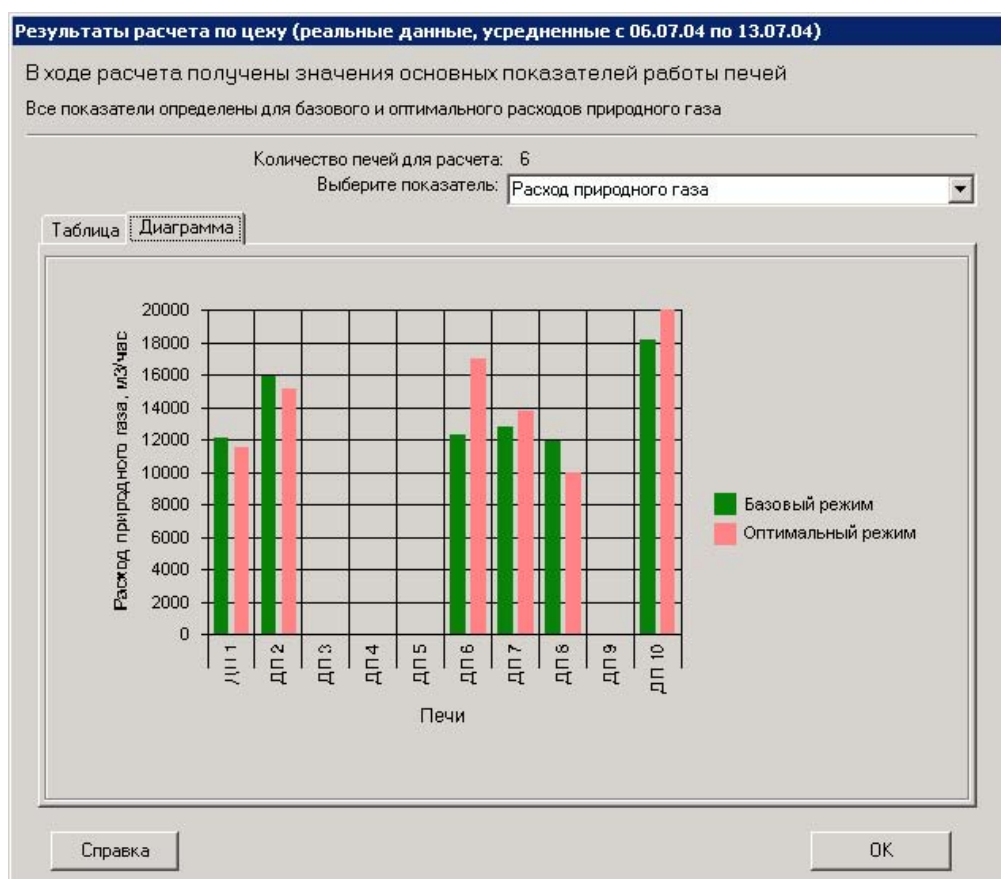 Результаты расчета по цеху (реальные данные, усредненные с 06.07.04 по 13.07.04)
В ходе расчета получены значения основных показателей работы печей
Все показатели определены для базового и оптимального расходов природного газа
Количество печей для расчета: 6
Выберите показатель: Расход природного газа
Таблица Диаграмма
Расход природного газа, м3/час
20000
18000
16000
14000
12000
10000
8000
6000
4000
2000
0
ДП 1 ДП 2 ДП 3 ДП 4 ДП 5 ДП 6 ДП 7 ДП 8 ДП 9 ДП 10
Печи
Базовый режим
Оптимальный режим
Справка OK